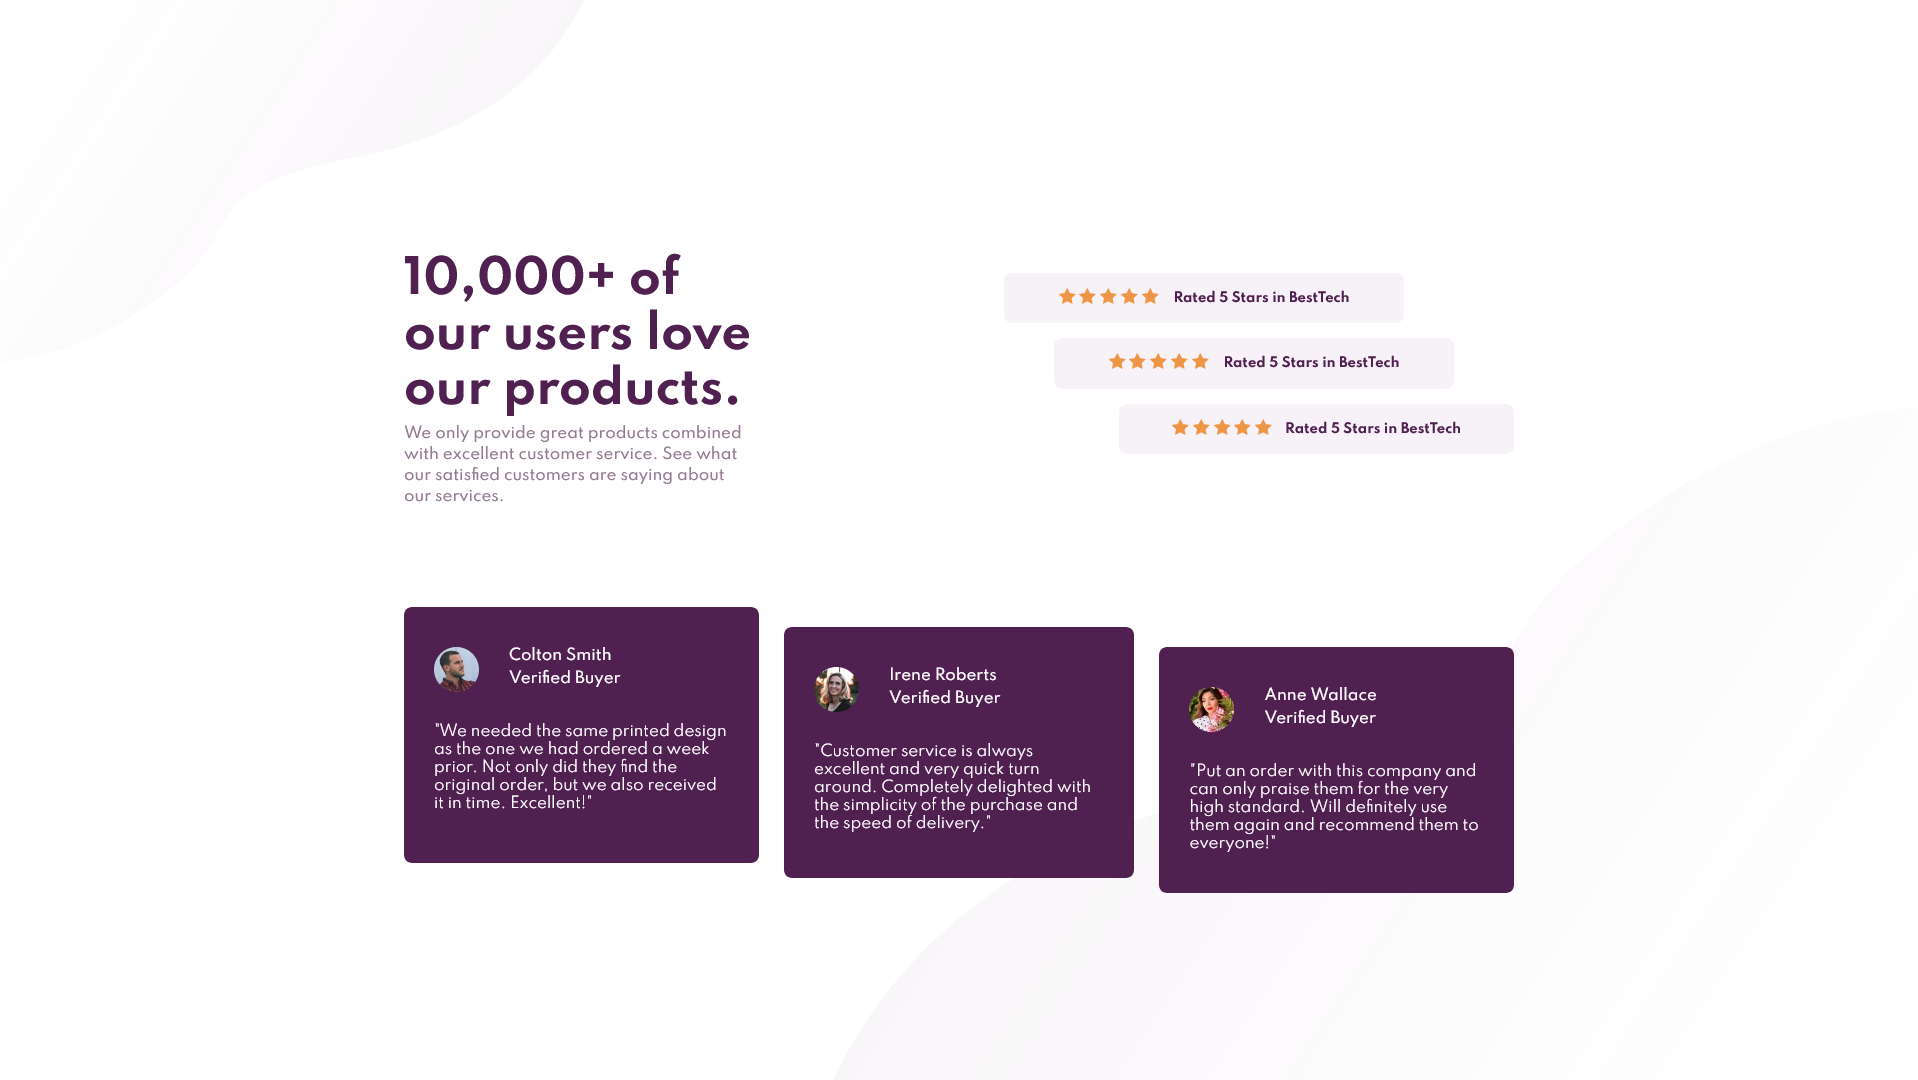 10,000+ of
our users love
our products.
We only provide great products combined
with excellent customer service. See what
our satisfied customers are saying about
our services.
Rated 5 Stars in BestTech
Rated 5 Stars in BestTech
Rated 5 Stars in BestTech
Colton Smith
Verified Buyer
"We needed the same printed design
as the one we had ordered a week
prior. Not only did they find the
original order, but we also received
it in time. Excellent!"
Irene Roberts
Verified Buyer
"Customer service is always
excellent and very quick turn
around. Completely delighted with
the simplicity of the purchase and
the speed of delivery."
Anne Wallace
Verified Buyer
"Put an order with this company and
can only praise them for the very
high standard. Will definitely use
them again and recommend them to
everyone!"